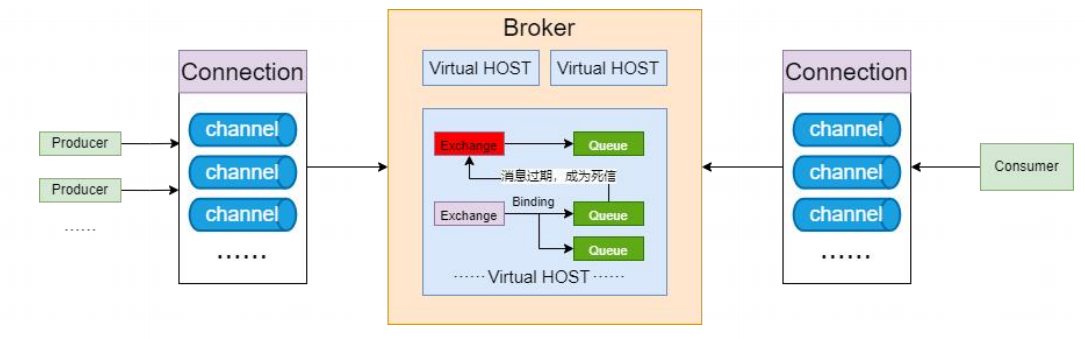 Broker
Connection
Virtual HOST
Virtual HOST
Connection
channel
channel
Producer
Exchange
Queue
channel
channel
消息过期，成为死信
Consumer
Producer
Binding
channel
Exchange
Queue
channel
......
Queue
......
......
......Virtual HOST......